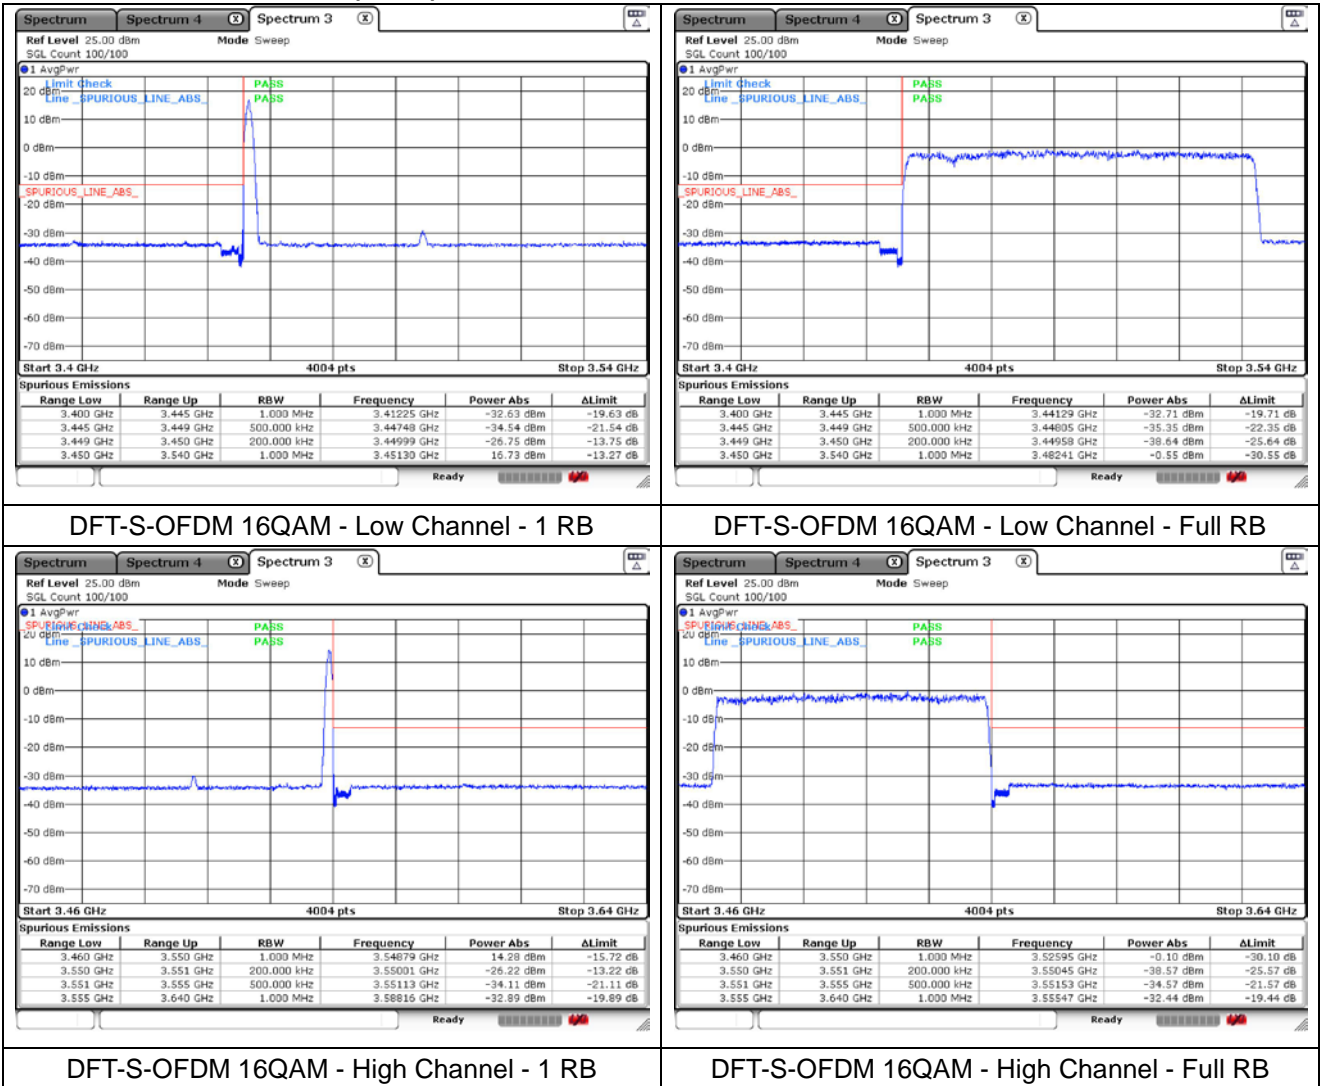 Spectrum Spectrum 4 X Spectrum 3 X
Ref Level 25.00 dBm Mode Sweep
SGL Count 100/100
1 AvgPwr
Limit Check PASS
20 dBm
Line _SPURIOUS_LINE_ABS_ PASS
10 dBm
0 dBm
-10 dBm
_SPURIOUS_LINE_ABS_
-20 dBm
-30 dBm
-40 dBm
-50 dBm
-60 dBm
-70 dBm
Start 3.4 GHz 4004 pts Stop 3.54 GHz
Spurious Emissions
Range Low Range Up RBW Frequency Power Abs ΔLimit
3.400 GHz 3.445 GHz 1.000 MHz 3.41225 GHz -32.63 dBm -19.63 dB
3.445 GHz 3.449 GHz 500.000 kHz 3.44748 GHz -34.54 dBm -21.54 dB
3.449 GHz 3.450 GHz 200.000 kHz 3.44999 GHz -26.75 dBm -13.75 dB
3.450 GHz 3.540 GHz 1.000 MHz 3.45130 GHz 16.73 dBm -13.27 dB
Ready
DFT-S-OFDM 16QAM - Low Channel - 1 RB
Spectrum Spectrum 4 X Spectrum 3 X
Ref Level 25.00 dBm Mode Sweep
SGL Count 100/100
1 AvgPwr
Limit Check PASS
20 dBm
Line _SPURIOUS_LINE_ABS_ PASS
10 dBm
0 dBm
-10 dBm
_SPURIOUS_LINE_ABS_
-20 dBm
-30 dBm
-40 dBm
-50 dBm
-60 dBm
-70 dBm
Start 3.4 GHz 4004 pts Stop 3.54 GHz
Spurious Emissions
Range Low Range Up RBW Frequency Power Abs ΔLimit
3.400 GHz 3.445 GHz 1.000 MHz 3.44129 GHz -32.71 dBm -19.71 dB
3.445 GHz 3.449 GHz 500.000 kHz 3.44805 GHz -35.35 dBm -22.35 dB
3.449 GHz 3.450 GHz 200.000 kHz 3.44958 GHz -38.64 dBm -25.64 dB
3.450 GHz 3.540 GHz 1.000 MHz 3.48241 GHz -0.55 dBm -30.55 dB
Ready
DFT-S-OFDM 16QAM - Low Channel - Full RB
Spectrum Spectrum 4 X Spectrum 3 X
Ref Level 25.00 dBm Mode Sweep
SGL Count 100/100
1 AvgPwr
_SPURIOUS_LINE_ABS_
Limit Check PASS
20 dBm
Line _SPURIOUS_LINE_ABS_ PASS
10 dBm
0 dBm
-10 dBm
-20 dBm
-30 dBm
-40 dBm
-50 dBm
-60 dBm
-70 dBm
Start 3.46 GHz 4004 pts Stop 3.64 GHz
Spurious Emissions
Range Low Range Up RBW Frequency Power Abs ΔLimit
3.460 GHz 3.550 GHz 1.000 MHz 3.54879 GHz 14.28 dBm -15.72 dB
3.550 GHz 3.551 GHz 200.000 kHz 3.55001 GHz -26.22 dBm -13.22 dB
3.551 GHz 3.555 GHz 500.000 kHz 3.55113 GHz -34.11 dBm -21.11 dB
3.555 GHz 3.640 GHz 1.000 MHz 3.58816 GHz -32.89 dBm -19.89 dB
Ready
DFT-S-OFDM 16QAM - High Channel - 1 RB
Spectrum Spectrum 4 X Spectrum 3 X
Ref Level 25.00 dBm Mode Sweep
SGL Count 100/100
1 AvgPwr
_SPURIOUS_LINE_ABS_
Limit Check PASS
20 dBm
Line _SPURIOUS_LINE_ABS_ PASS
10 dBm
0 dBm
-10 dBm
-20 dBm
-30 dBm
-40 dBm
-50 dBm
-60 dBm
-70 dBm
Start 3.46 GHz 4004 pts Stop 3.64 GHz
Spurious Emissions
Range Low Range Up RBW Frequency Power Abs ΔLimit
3.460 GHz 3.550 GHz 1.000 MHz 3.52595 GHz -0.10 dBm -30.10 dB
3.550 GHz 3.551 GHz 200.000 kHz 3.55045 GHz -38.57 dBm -25.57 dB
3.551 GHz 3.555 GHz 500.000 kHz 3.55153 GHz -34.57 dBm -21.57 dB
3.555 GHz 3.640 GHz 1.000 MHz 3.55547 GHz -32.44 dBm -19.44 dB
Ready
DFT-S-OFDM 16QAM - High Channel - Full RB